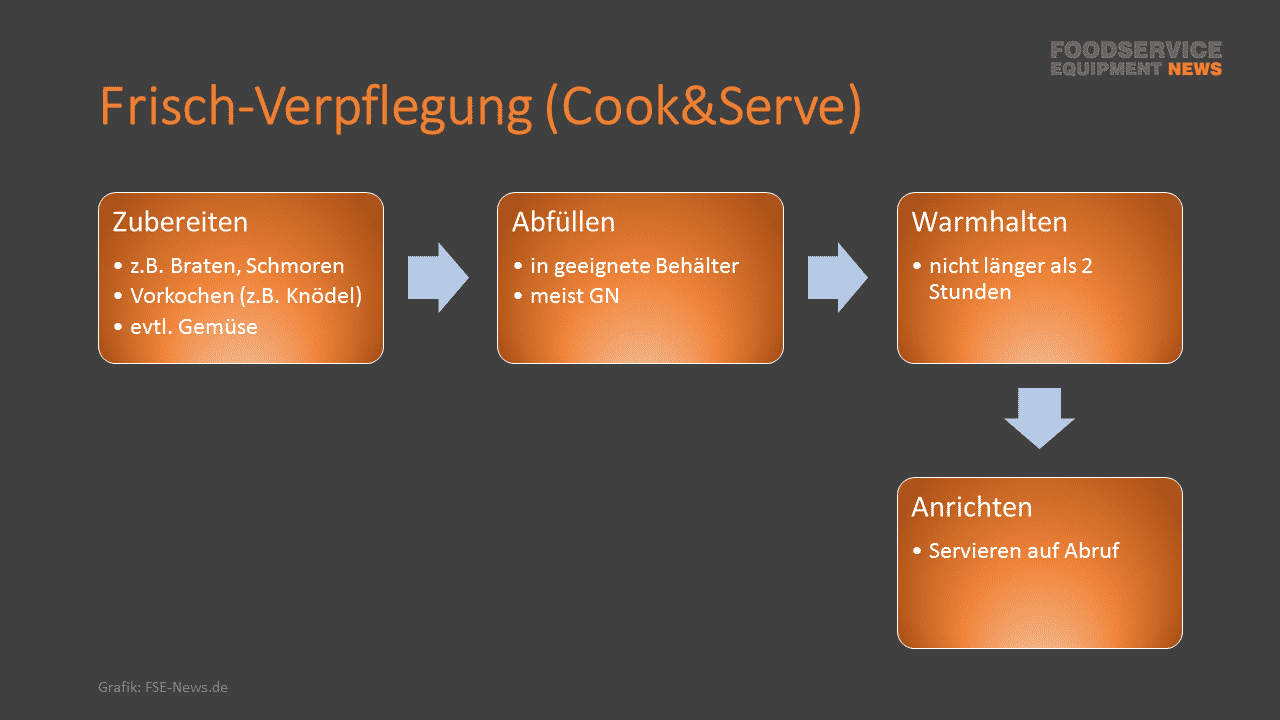 FOODSERVICE
EQUIPMENT NEWS
Frisch-Verpflegung (Cook&Serve)
Zubereiten
• z.B. Braten, Schmoren
• Vorkochen (z.B. Knödel)
• evtl. Gemüse
Abfüllen
• in geeignete Behälter
• meist GN
Warmhalten
• nicht länger als 2
Stunden
Anrichten
• Servieren auf Abruf
Grafik: FSE-News.de